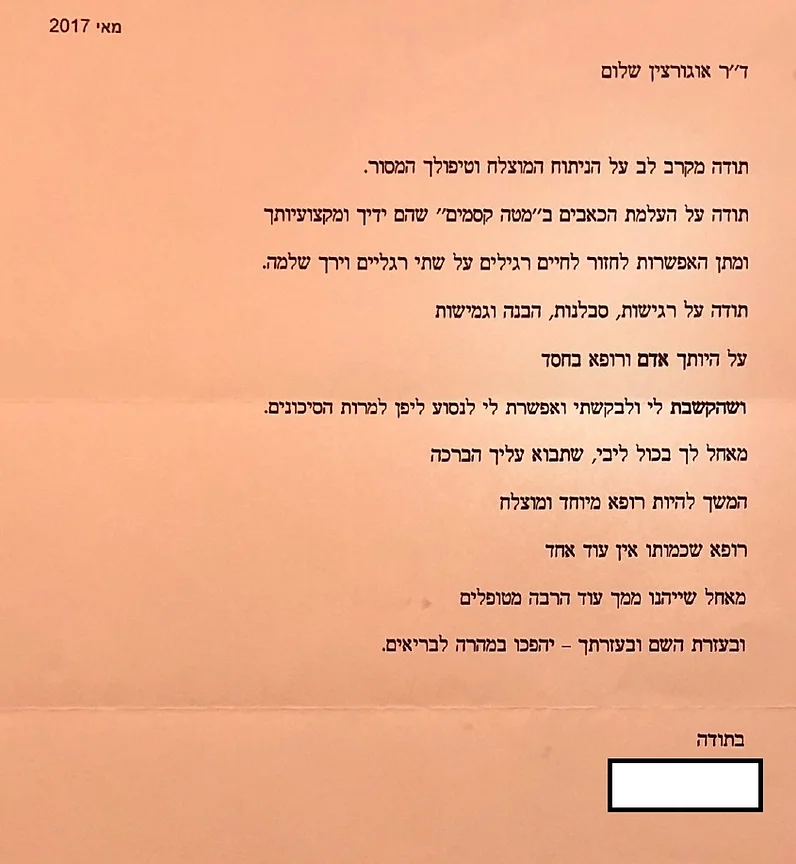 מאי 2017
ד״ר אוגורצין שלום
תודה מקרב לב על הניתוח המוצלח וטיפולך המסור.
תודה על העלמת הכאבים ב״מטה קסמים״ שהם ידיך ומקצועיותך
ומתן האפשרות לחזור לחיים רגילים על שתי רגליים וירך שלמה.
תודה על רגישות, סבלנות, הבנה וגמישות
על היותך אדם ורופא בחסד
ושהקשבת לי ולבקשתי ואפשרת לי לנסוע ליפן למרות הסיכונים.
מאחל לך בכול ליבי, שתבוא עליך הברכה
המשך להיות רופא מיוחד ומוצלח
רופא שכמותו אין עוד אחד
מאחל שייהנו ממך עוד הרבה מטופלים
ובעזרת השם ובעזרתך – יהפכו במהרה לבריאים.
בתודה